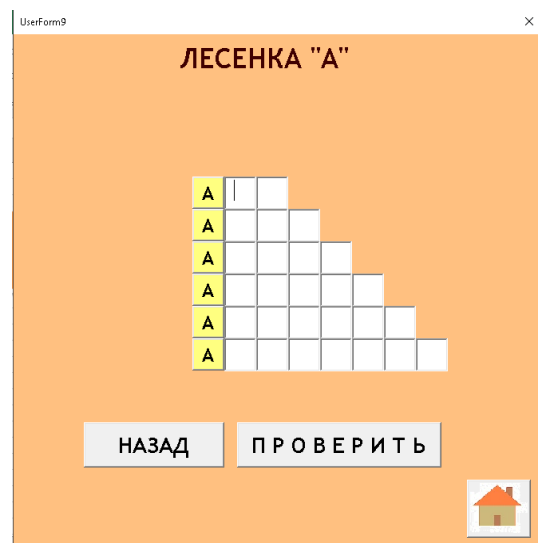 UserForm9
ЛЕСЕНКА "А"
А
А
А
А
А
А
НАЗАД
П Р О В Е Р И Т Ь